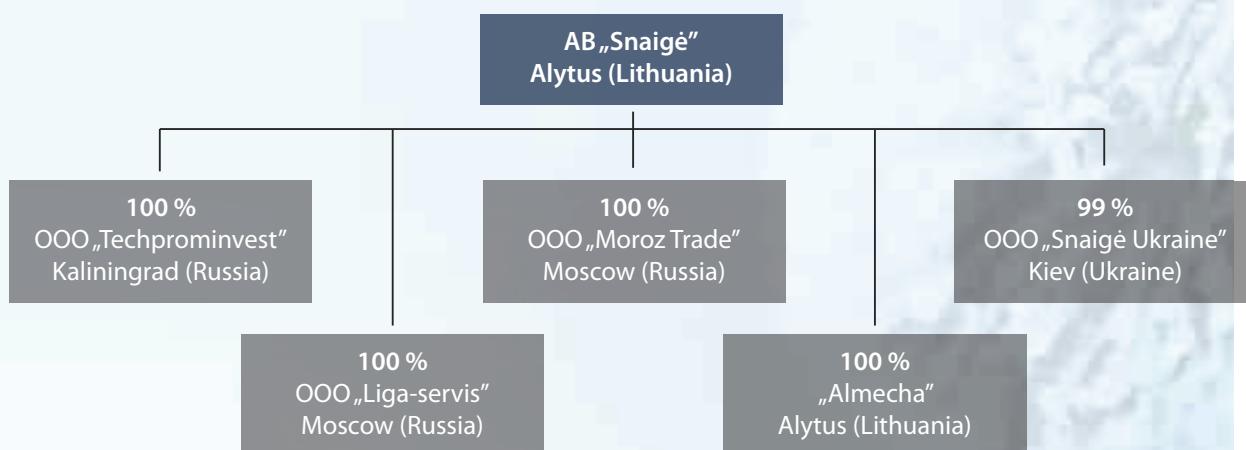 AB „Snaigė”
Alytus (Lithuania)
100 %
OOO „Techprominvest”
Kaliningrad (Russia)
100 %
OOO „Moroz Trade”
Moscow (Russia)
99 %
OOO „Snaigė Ukraine”
Kiev (Ukraine)
100 %
OOO „Liga-servis”
Moscow (Russia)
100 %
„Almecha”
Alytus (Lithuania)